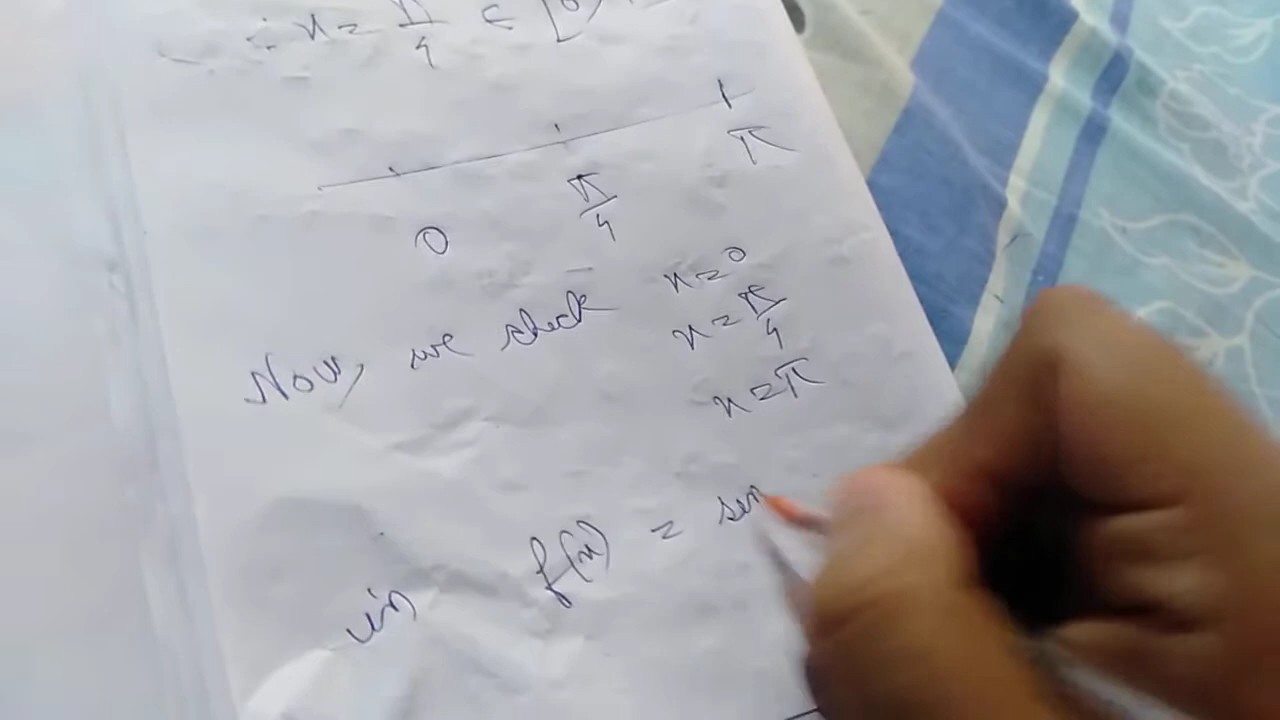 ∴ x = π/4 ∈ [0,
0 π/4 π
Now, we check x = 0
x = π/4
x = π
in f(x) = sin